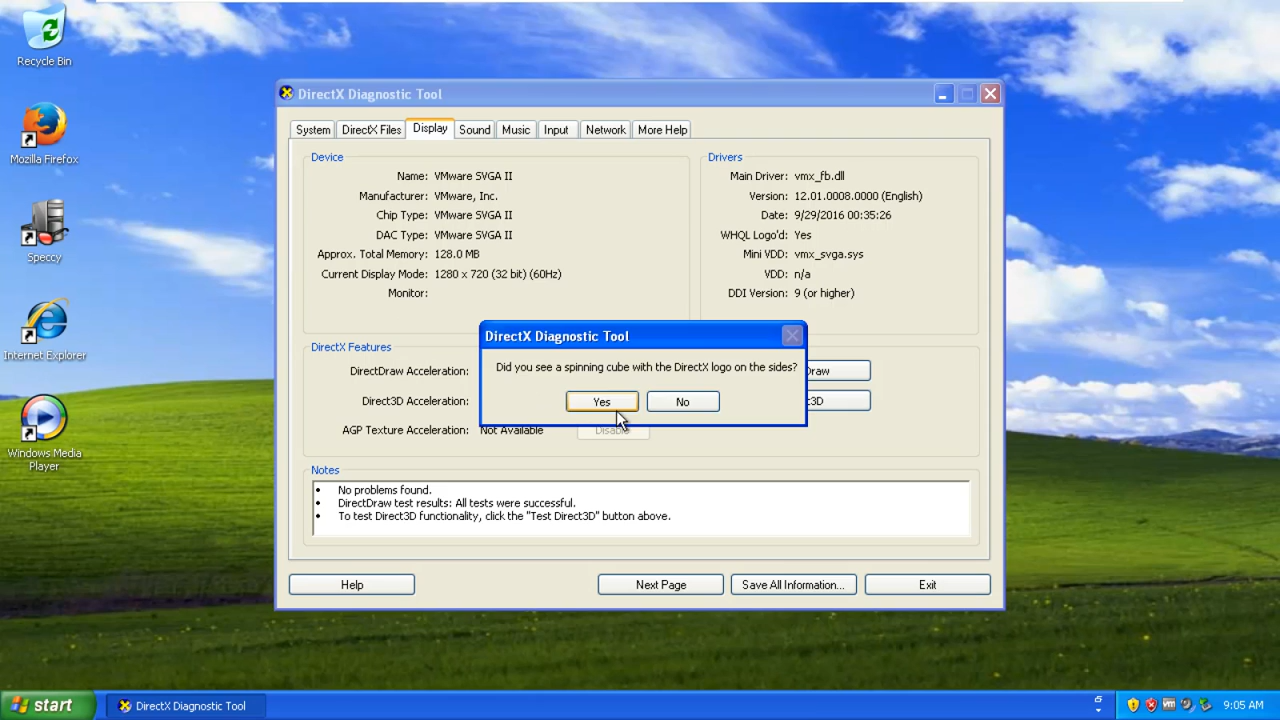 Recycle Bin
Mozilla Firefox
Speccy
Internet Explorer
Windows Media
Player
DirectX Diagnostic Tool
System
DirectX Files
Display
Sound
Music
Input
Network
More Help
Device
Name: VMware SVGA II
Manufacturer: VMware, Inc.
Chip Type: VMware SVGA II
DAC Type: VMware SVGA II
Approx. Total Memory: 128.0 MB
Current Display Mode: 1280 x 720 (32 bit) (60Hz)
Monitor:
Drivers
Main Driver: vmx_fb.dll
Version: 12.01.0008.0000 (English)
Date: 9/29/2016 00:35:26
WHQL Logo'd: Yes
Mini VDD: vmx_svga.sys
VDD: n/a
DDI Version: 9 (or higher)
DirectX Diagnostic Tool
Did you see a spinning cube with the DirectX logo on the sides?
Yes
No
DirectX Features
DirectDraw Acceleration:
Direct3D Acceleration:
AGP Texture Acceleration: Not Available
Disable
Notes
• No problems found.
• DirectDraw test results: All tests were successful.
• To test Direct3D functionality, click the "Test Direct3D" button above.
Help
Next Page
Save All Information...
Exit
start
DirectX Diagnostic Tool
9:05 AM